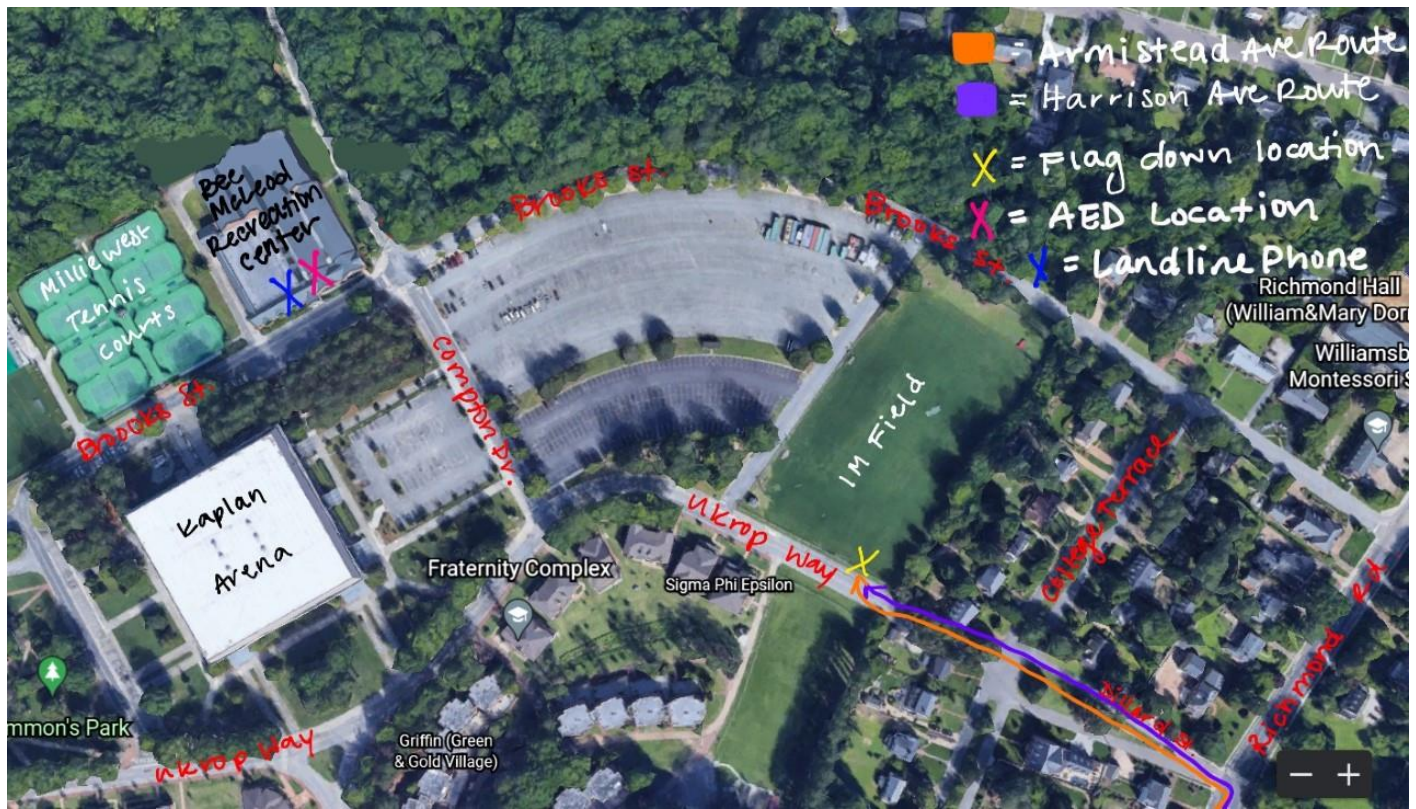 = Armistead Ave Route
= Harrison Ave Route
X = Flag down location
X = AED Location
X = Landline Phone
Bee
McLeod
Recreation
Center
X X
Brooks St.
Brooks St.
Millie West
Tennis
Courts
Richmond Hall
(William&Mary Dorr
Williamsb
Montessori S
Compton rd.
IM Field
Brooks St.
Kaplan
Arena
Ukrop Way
X
College Terrace
Richmond rd
Fraternity Complex
Sigma Phi Epsilon
mmon's Park
Ukrop Way
Griffin (Green
& Gold Village)
− +